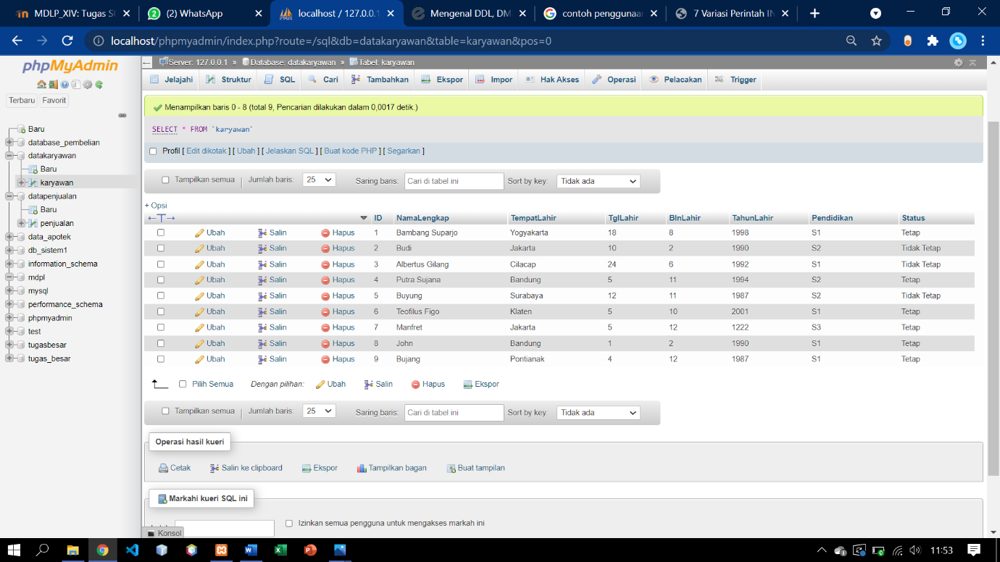 MDLP_XIV: Tugas S
(2) WhatsApp
localhost / 127.0.0.1
Mengenal DDL, DM
contoh penggunaan
7 Variasi Perintah IN
localhost/phpmyadmin/index.php?route=/sql&db=datakaryawan&table=karyawan&pos=0
phpMyAdmin
Terbaru Favorit
Baru
database_pembelian
datakaryawan
Baru
karyawan
datapenjualan
Baru
penjualan
data_apotek
db_sistem1
information_schema
mdpl
mysql
performance_schema
phpmyadmin
test
tugasbesar
tugas_besar
Server: 127.0.0.1 » Database: datakaryawan » Tabel: karyawan
Jelajahi Struktur SQL Cari Tambahkan Ekspor Impor Hak Akses Operasi Pelacakan Trigger
Menampilkan baris 0 - 8 (total 9, Pencarian dilakukan dalam 0,0017 detik.)
SELECT * FROM `karyawan`
Profil [ Edit dikotak ] [ Ubah ] [ Jelaskan SQL ] [ Buat kode PHP ] [ Segarkan ]
Tampilkan semua | Jumlah baris: 25 Saring baris: Cari di tabel ini Sort by key: Tidak ada
+ Opsi
←T→ ID NamaLengkap TempatLahir TglLahir BlnLahir TahunLahir Pendidikan Status
Ubah Salin Hapus 1 Bambang Suparjo Yogyakarta 18 8 1998 S1 Tetap
Ubah Salin Hapus 2 Budi Jakarta 10 2 1990 S2 Tidak Tetap
Ubah Salin Hapus 3 Albertus Gilang Cilacap 24 6 1992 S1 Tidak Tetap
Ubah Salin Hapus 4 Putra Sujana Bandung 5 11 1994 S2 Tetap
Ubah Salin Hapus 5 Buyung Surabaya 12 11 1987 S2 Tidak Tetap
Ubah Salin Hapus 6 Teofilus Figo Klaten 5 10 2001 S1 Tetap
Ubah Salin Hapus 7 Manfret Jakarta 5 12 1222 S3 Tetap
Ubah Salin Hapus 8 John Bandung 1 2 1990 S1 Tetap
Ubah Salin Hapus 9 Bujang Pontianak 4 12 1987 S1 Tetap
Pilih Semua Dengan pilihan: Ubah Salin Hapus Ekspor
Tampilkan semua | Jumlah baris: 25 Saring baris: Cari di tabel ini Sort by key: Tidak ada
Operasi hasil kueri
Cetak Salin ke clipboard Ekspor Tampilkan bagan Buat tampilan
Markahi kueri SQL ini
Izinkan semua pengguna untuk mengakses markah ini
Konsol
11:53